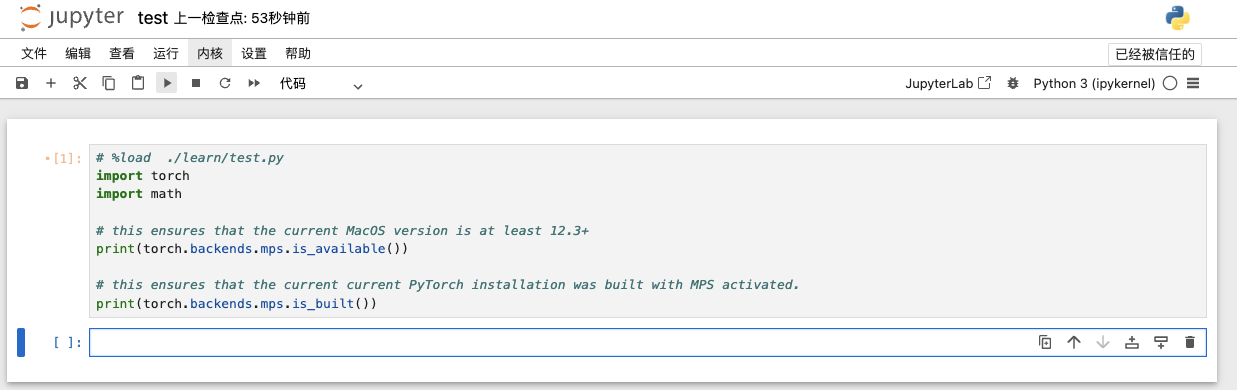 jupyter test 上一检查点: 53秒钟前
文件 编辑 查看 运行 内核 设置 帮助 已经被信任的
代码 JupyterLab Python 3 (ipykernel)
•[1]: # %load  ./learn/test.py
import torch
import math
# this ensures that the current MacOS version is at least 12.3+
print(torch.backends.mps.is_available())
# this ensures that the current current PyTorch installation was built with MPS activated.
print(torch.backends.mps.is_built())
[ ]: